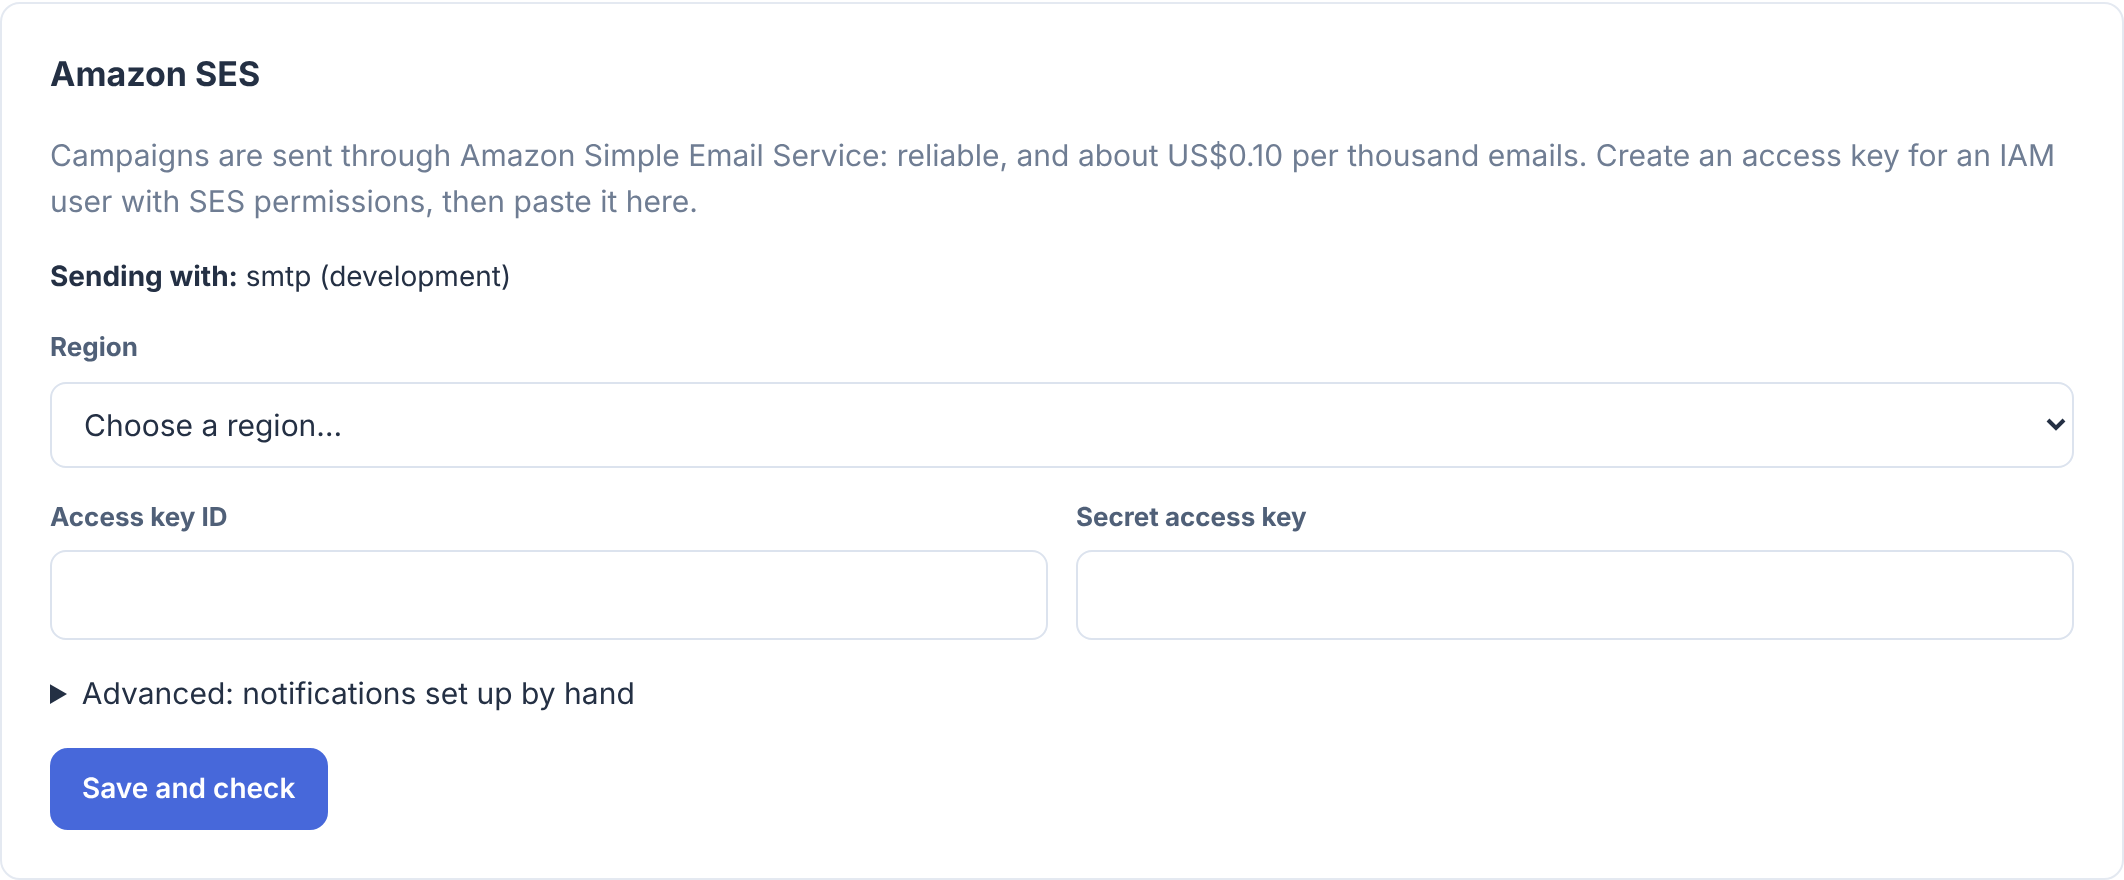 Amazon SES
Campaigns are sent through Amazon Simple Email Service: reliable, and about US$0.10 per thousand emails. Create an access key for an IAM
user with SES permissions, then paste it here.
Sending with: smtp (development)
Region
Choose a region...
Access key ID
Secret access key
Advanced: notifications set up by hand
Save and check